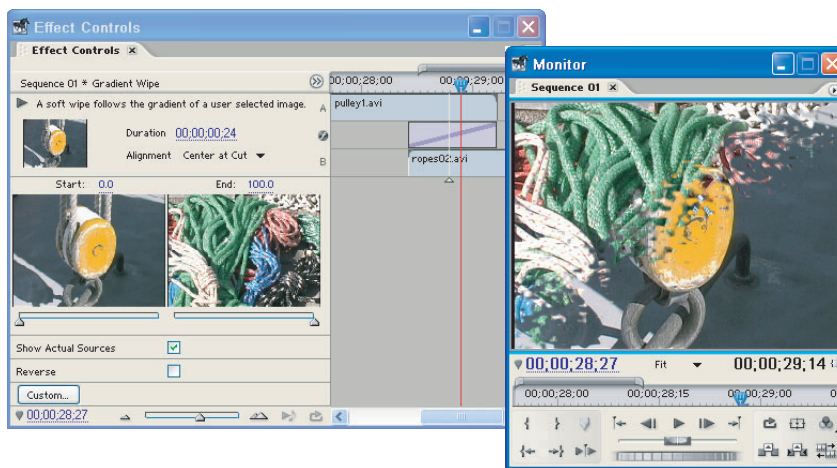 Effect Controls
Effect Controls
Sequence 01 * Gradient Wipe
A soft wipe follows the gradient of a user selected image.
Duration 00;00;00;24
Alignment Center at Cut
Start: 0.0 End: 100.0
Show Actual Sources
Reverse
Custom...
00;00;28;27
00;00;28;00 00;00;29;00
A pulley1.avi
B ropes02.avi
Monitor
Sequence 01
00;00;28;27 Fit 00;00;29;14
00;00;28;00 00;00;28;15 00;00;29;00